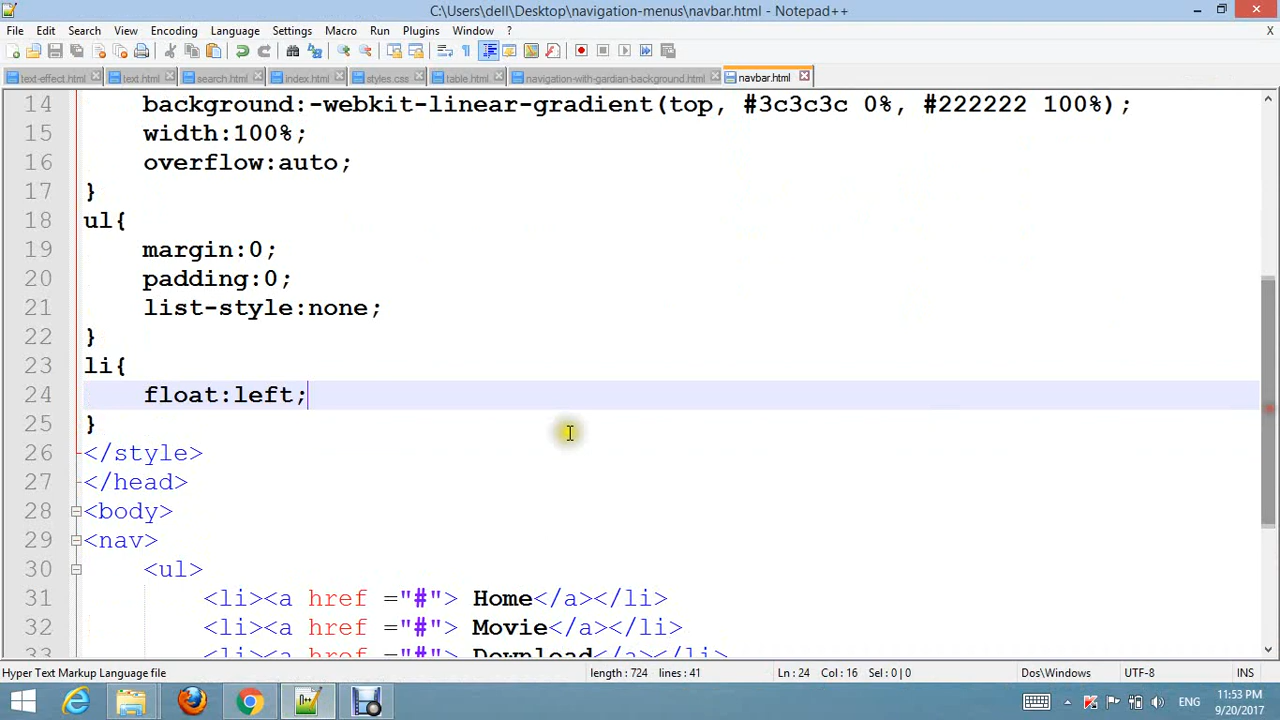 C:\Users\dell\Desktop\navigation-menus\navbar.html - Notepad++
File Edit Search View Encoding Language Settings Macro Run Plugins Window ? X
text-effect.html text.html search.html index.html styles.css table.html navigation-with-gardian-background.html navbar.html
14 background:-webkit-linear-gradient(top, #3c3c3c 0%, #222222 100%);
15 width:100%;
16 overflow:auto;
17 }
18 ul{
19 margin:0;
20 padding:0;
21 list-style:none;
22 }
23 li{
24 float:left;
25 }
26 </style>
27 </head>
28 <body>
29 <nav>
30 <ul>
31 <li><a href ="#"> Home</a></li>
32 <li><a href ="#"> Movie</a></li>
33 <li><a href ="#"> Download</a></li>
Hyper Text Markup Language file length : 724 lines : 41 Ln : 24 Col : 16 Sel : 0 | 0 Dos\Windows UTF-8 INS
ENG 11:53 PM
9/20/2017